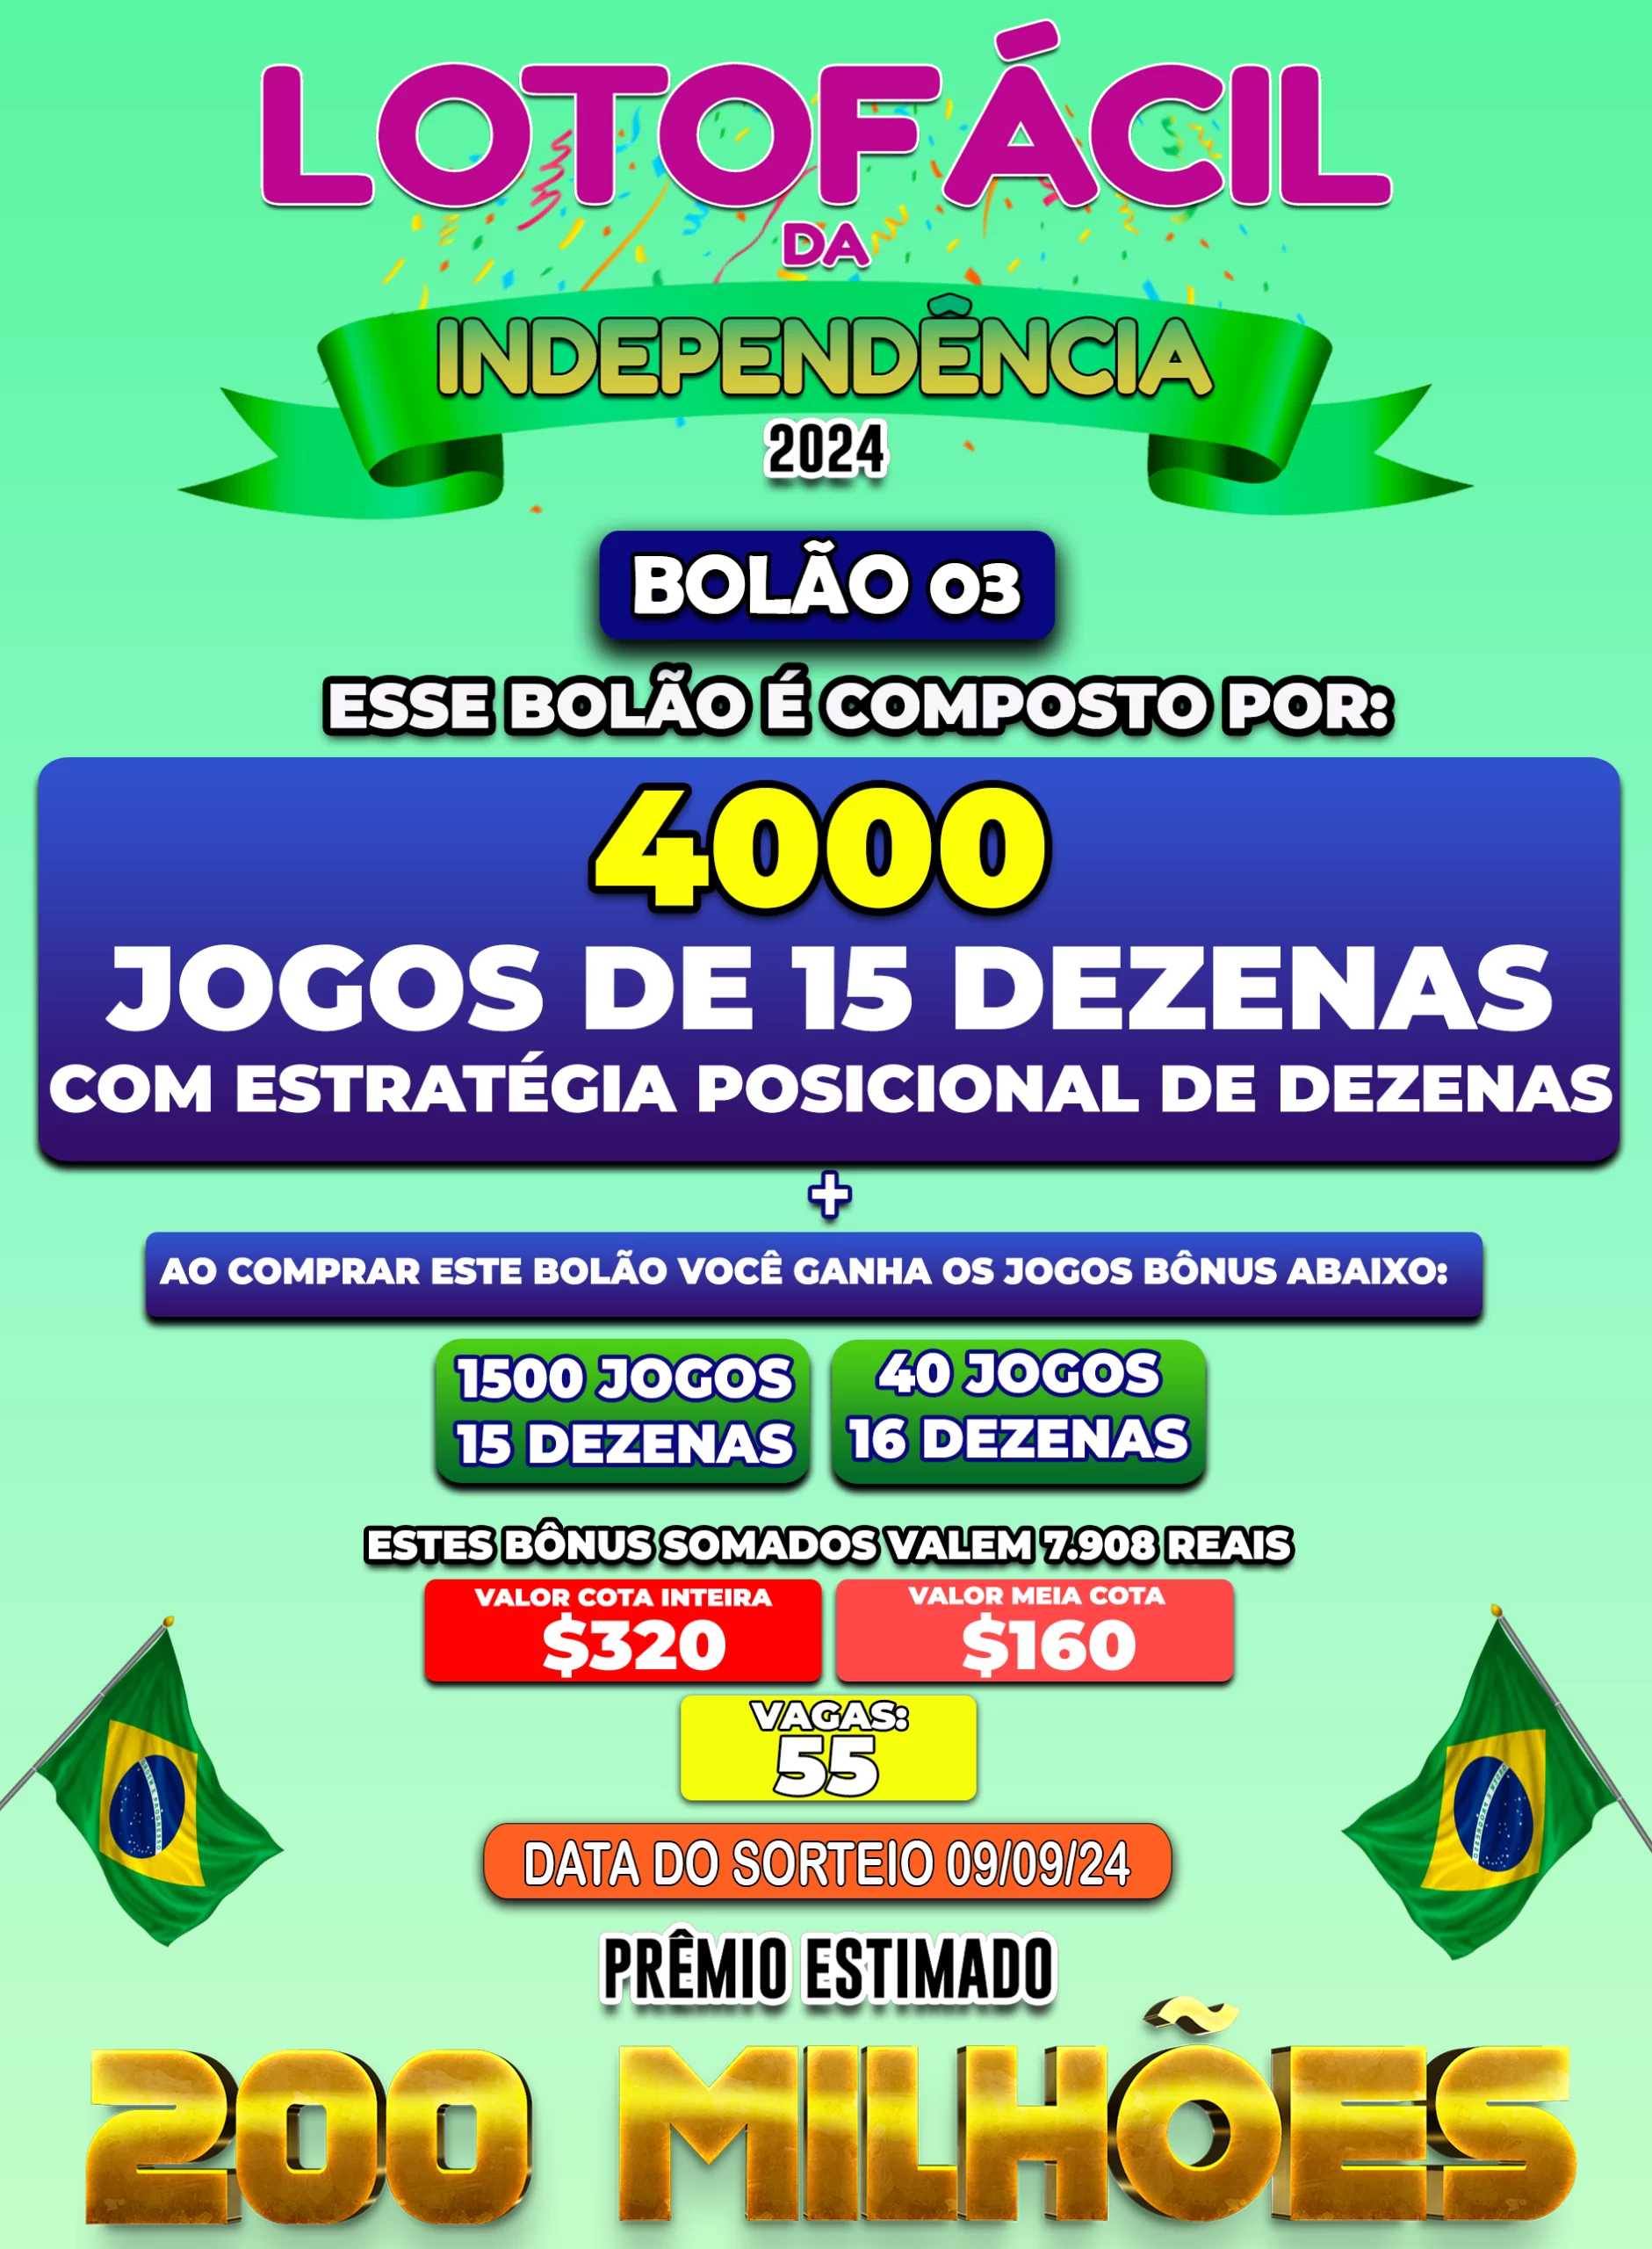 LOTOFÁCIL
DA
INDEPENDÊNCIA
2024
BOLÃO 03
ESSE BOLÃO É COMPOSTO POR:
4000
JOGOS DE 15 DEZENAS
COM ESTRATÉGIA POSICIONAL DE DEZENAS
+
AO COMPRAR ESTE BOLÃO VOCÊ GANHA OS JOGOS BÔNUS ABAIXO:
1500 JOGOS
15 DEZENAS
40 JOGOS
16 DEZENAS
ESTES BÔNUS SOMADOS VALEM 7.908 REAIS
VALOR COTA INTEIRA
$320
VALOR MEIA COTA
$160
VAGAS:
55
DATA DO SORTEIO 09/09/24
PRÊMIO ESTIMADO
200 MILHÕES